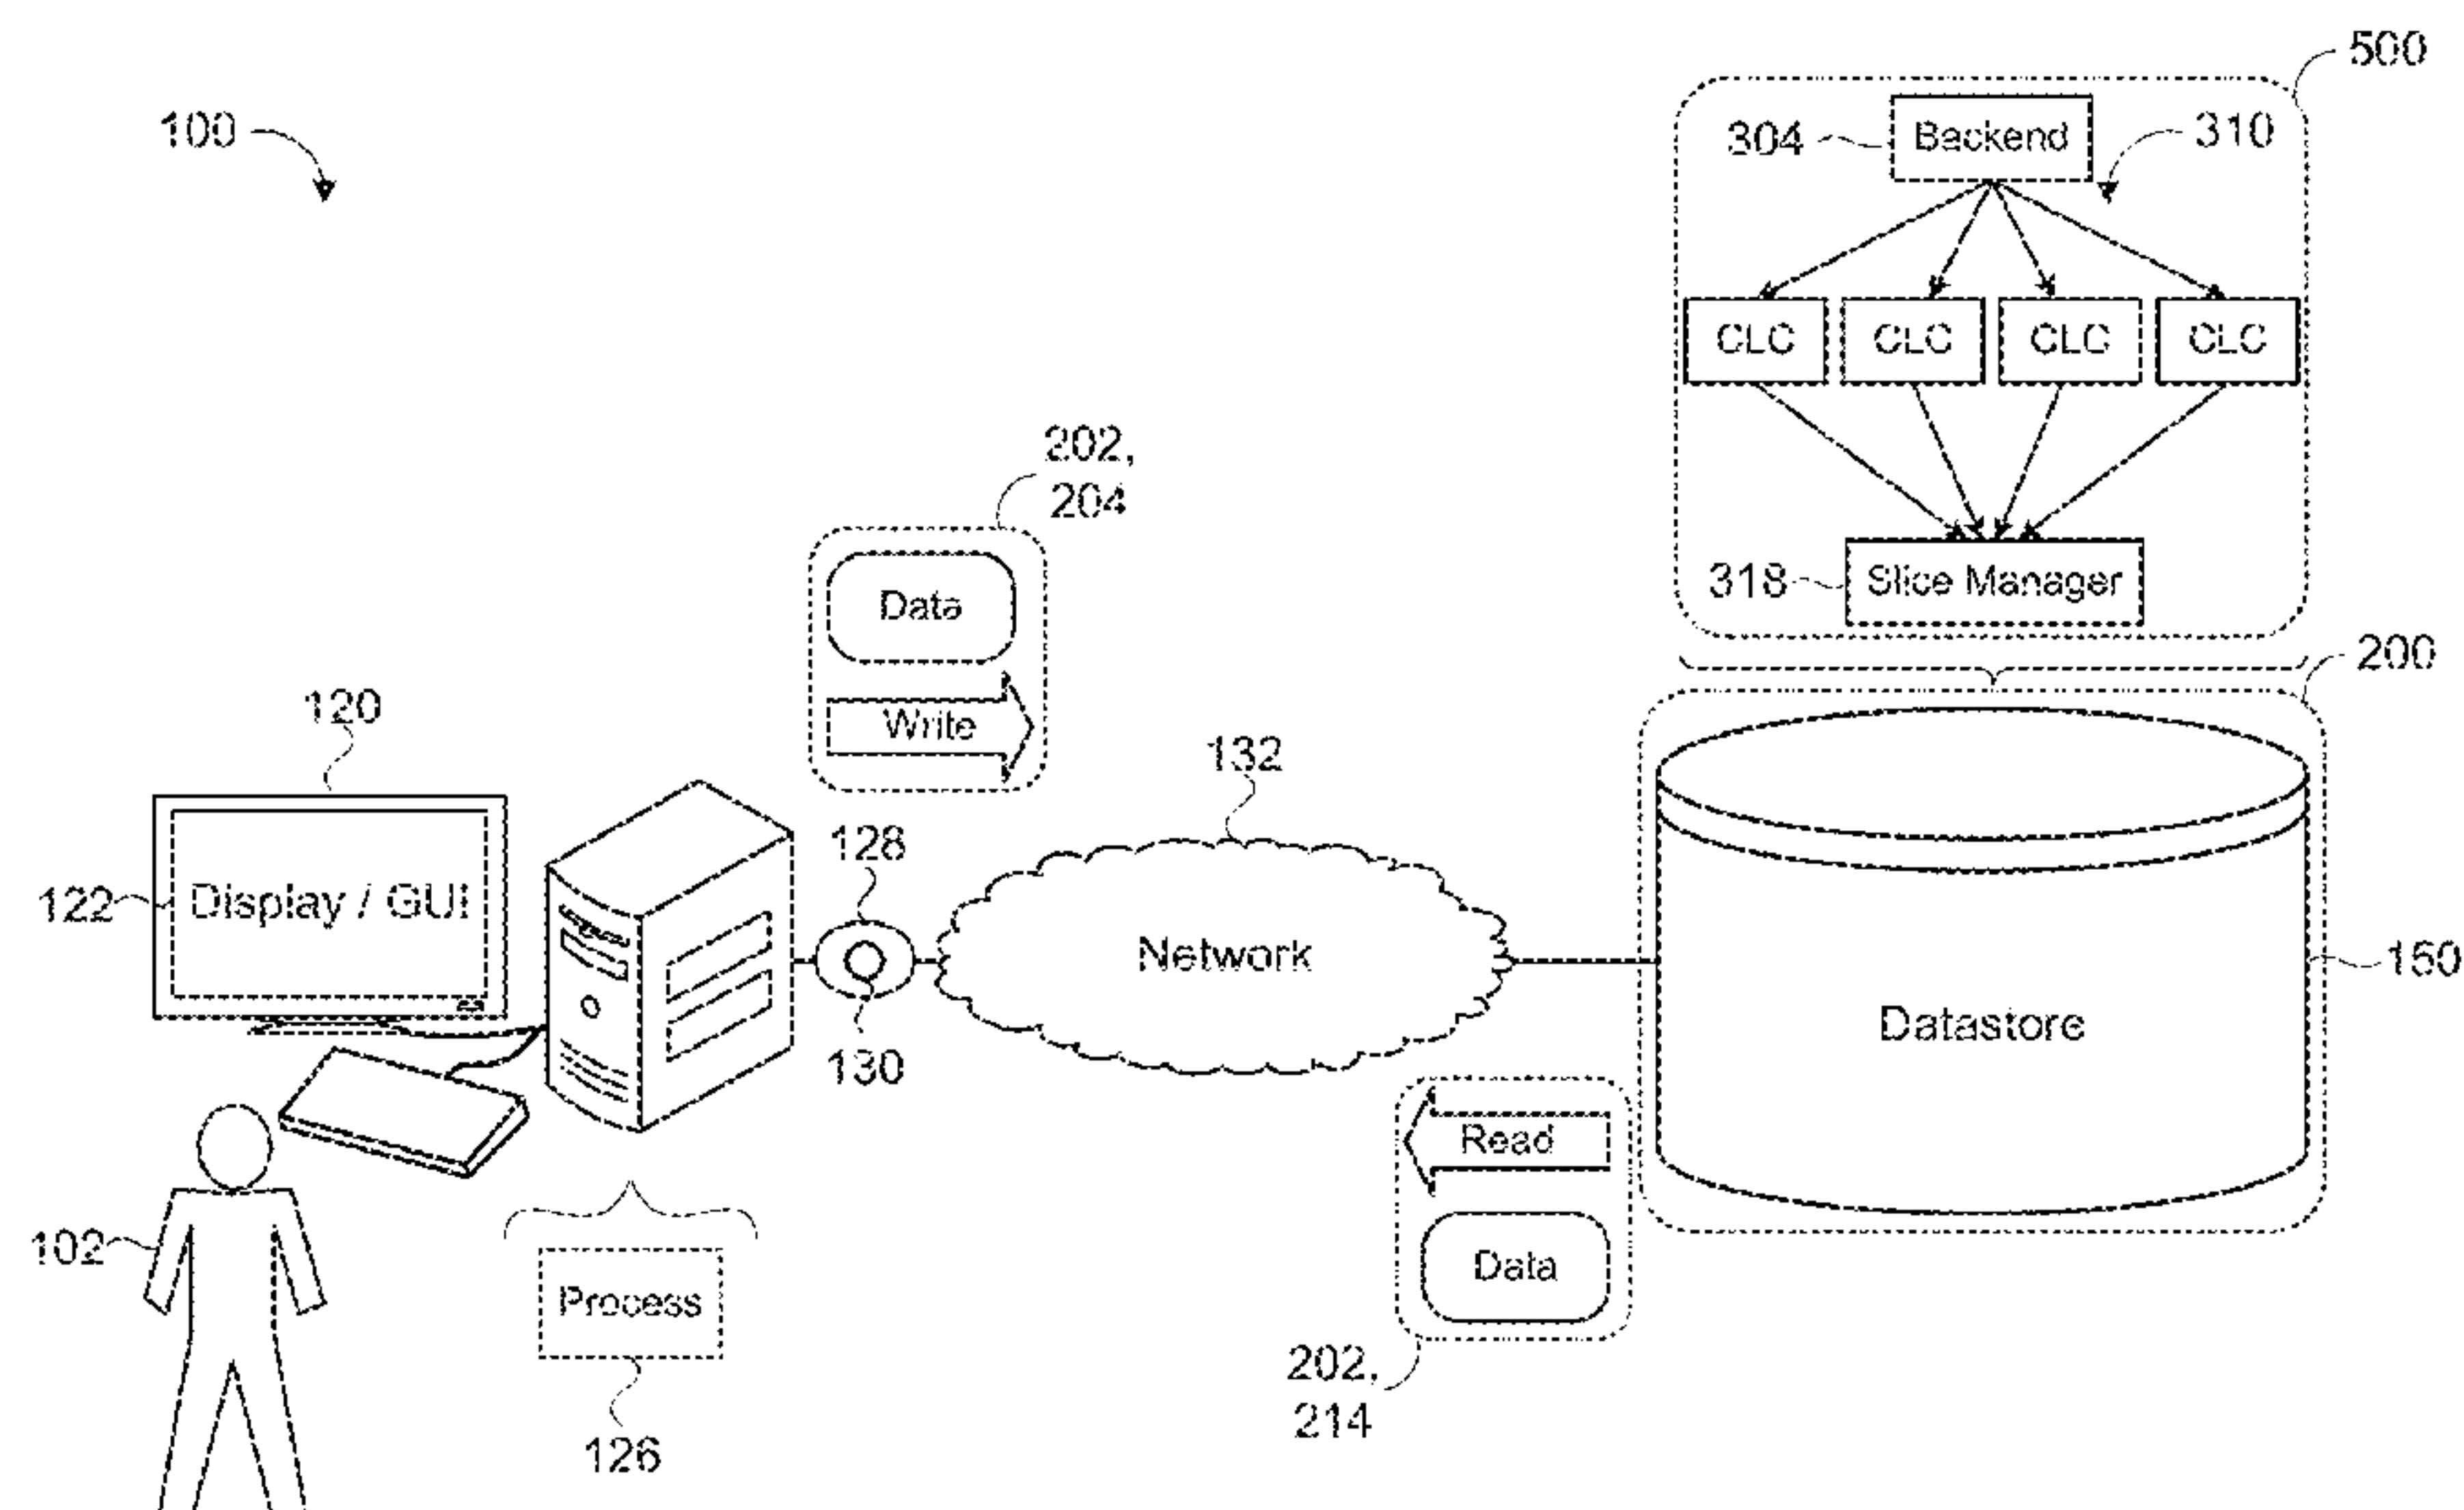 500
100
304
Backend
310
CLC
CLC
CLC
CLC
202,
204
Data
318
Slice Manager
200
120
Write
132
128
122
Display / GUI
Network
150
Datastore
130
Read
102
Data
Process
202,
214
126